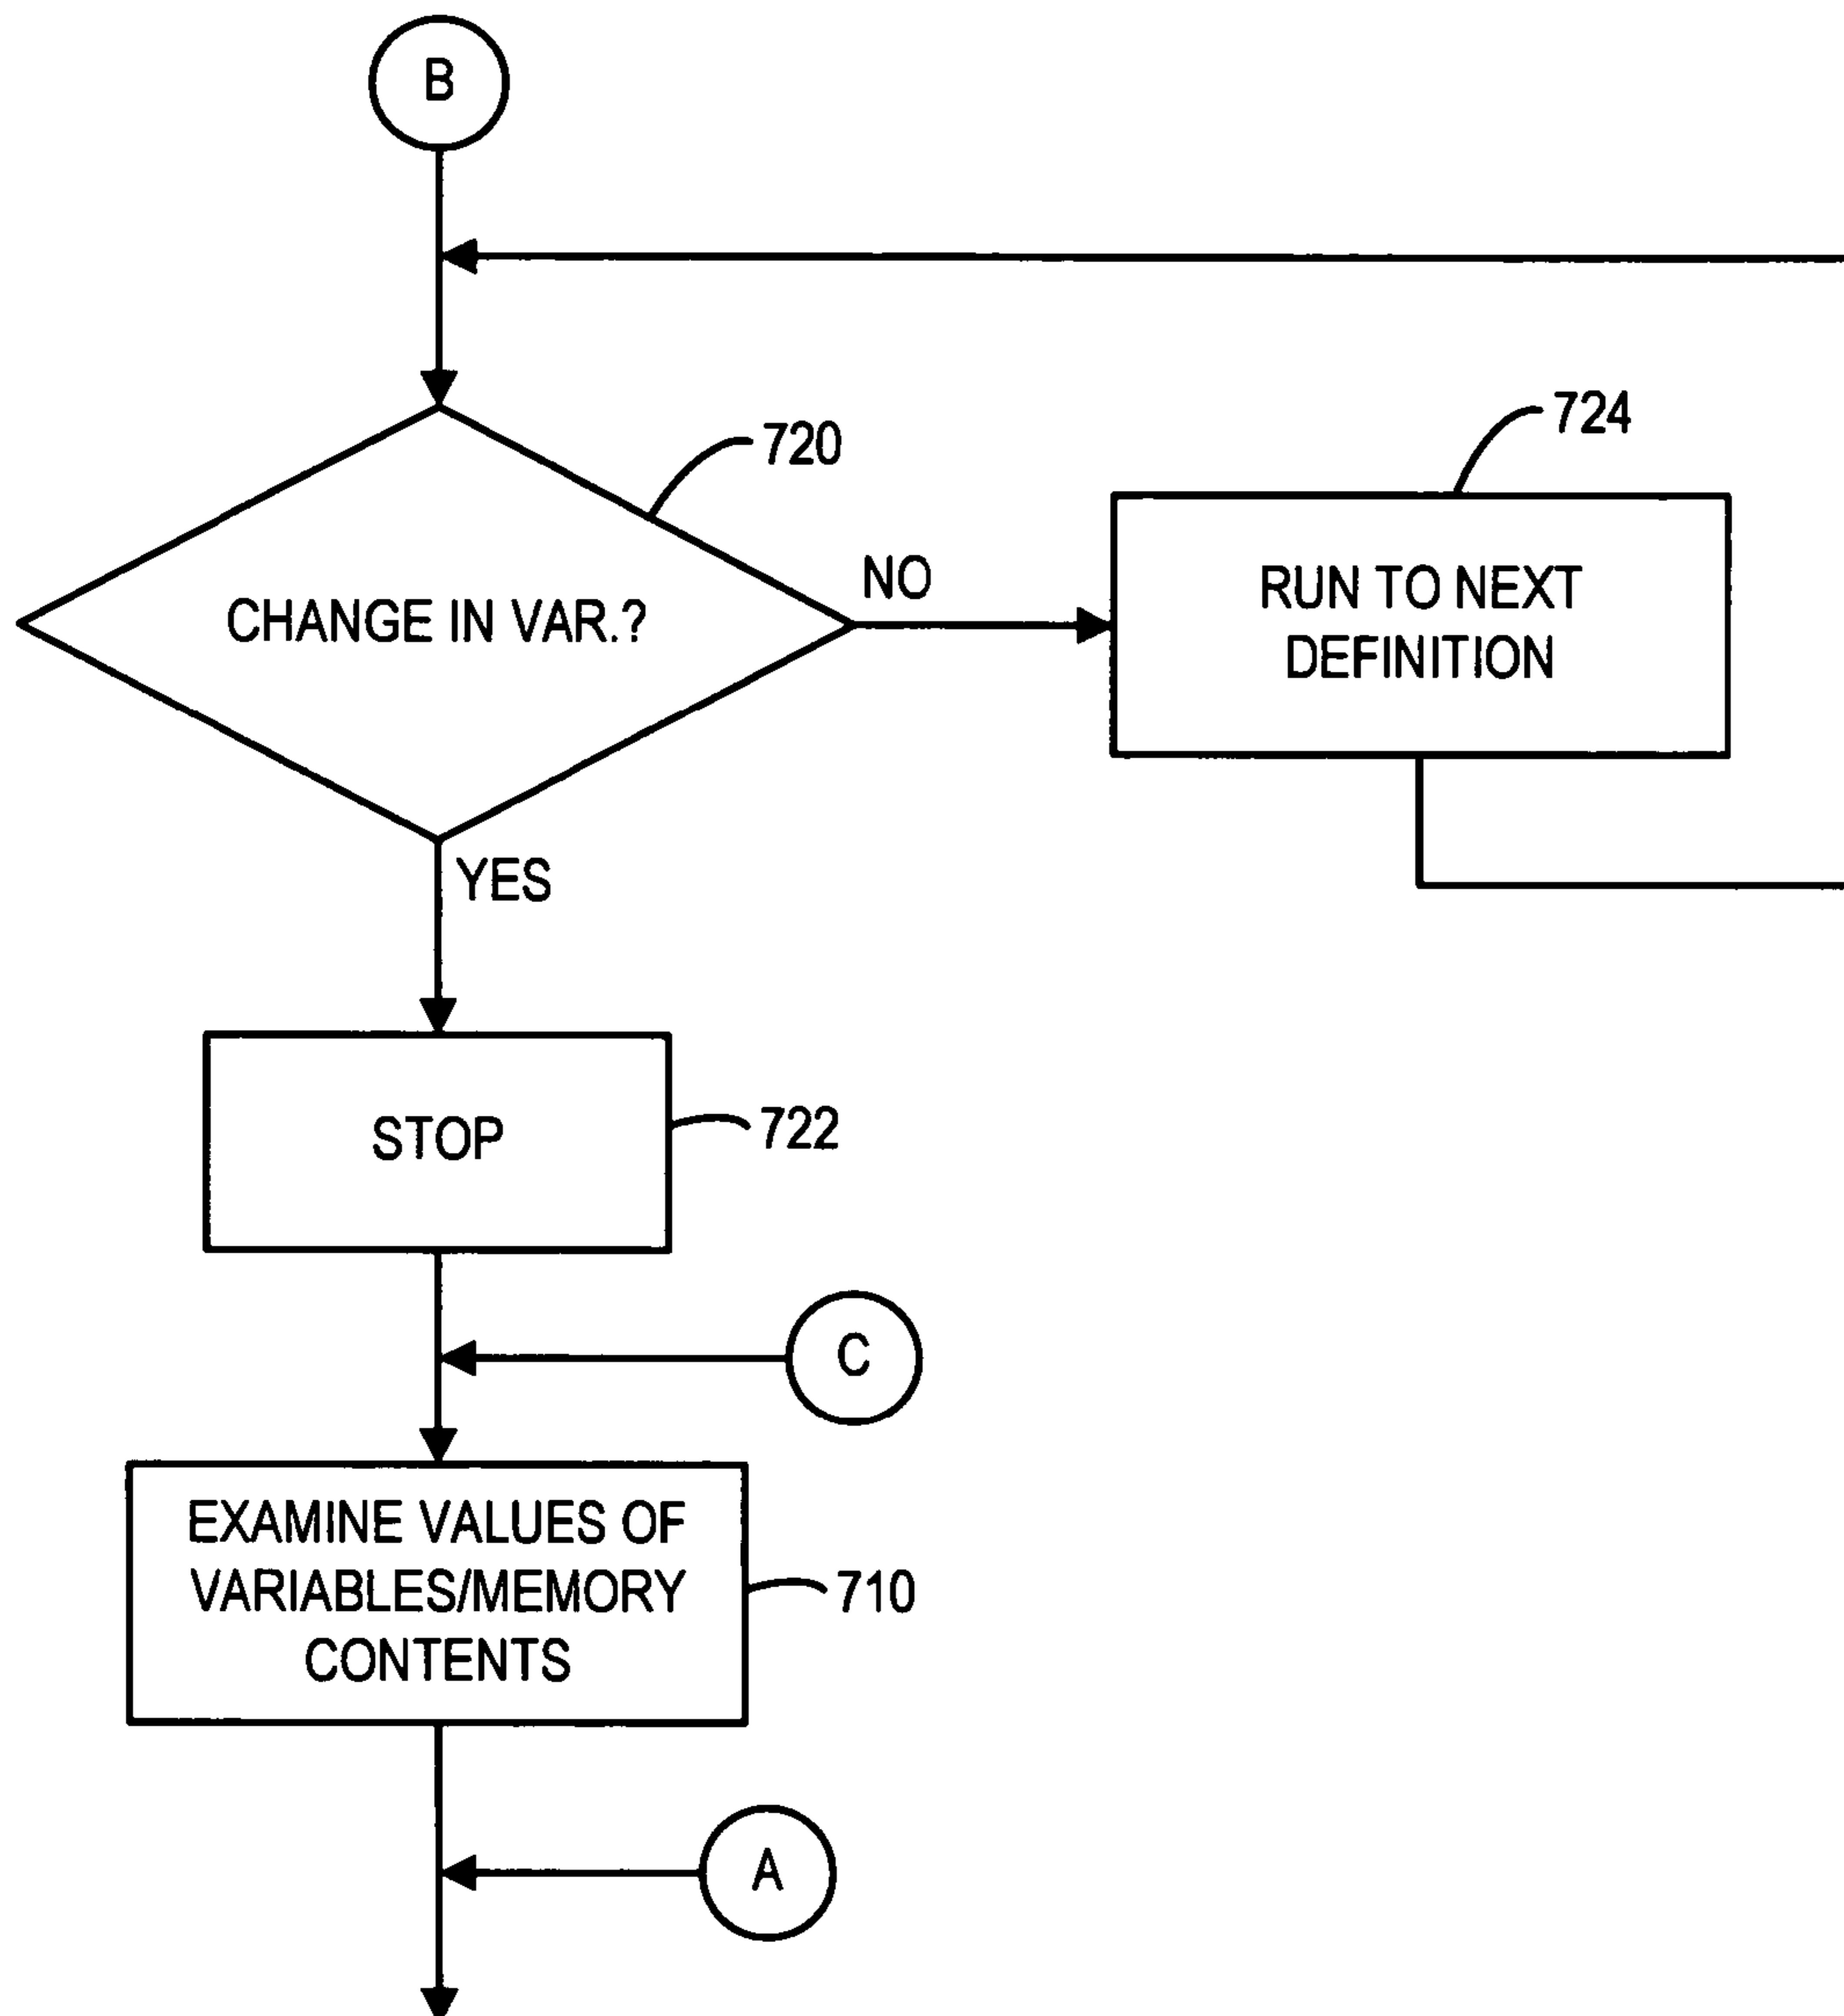 B
720
724
CHANGE IN VAR.?
NO
RUN TO NEXT
DEFINITION
YES
STOP
722
C
EXAMINE VALUES OF
VARIABLES/MEMORY
CONTENTS
710
A